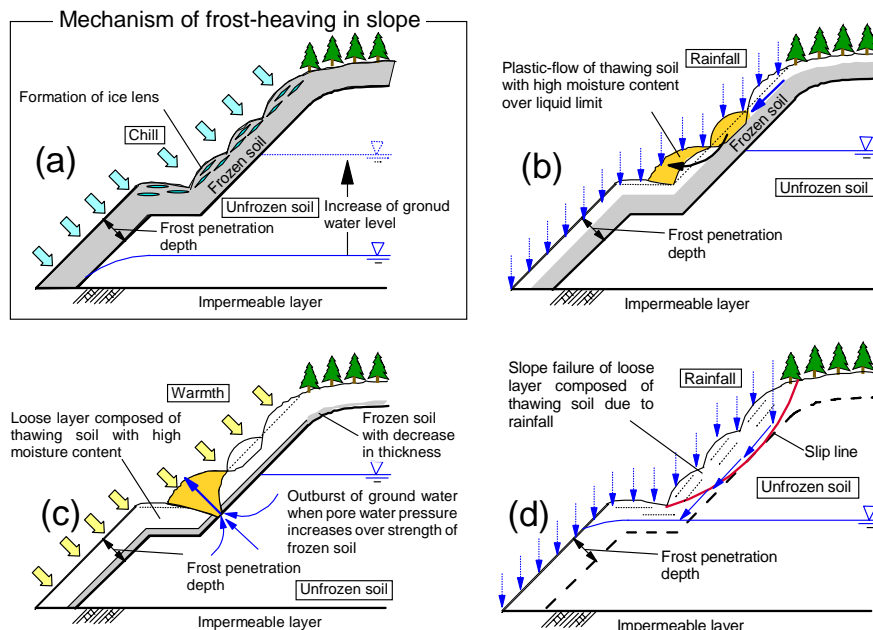 Mechanism of frost-heaving in slope
(a)
Formation of ice lens
Chill
Frozen soil
Unfrozen soil
Increase of gronud
water level
Frost penetration
depth
Impermeable layer
(b)
Plastic-flow of thawing soil
with high moisture content
over liquid limit
Rainfall
Frozen soil
Unfrozen soil
Frost penetration
depth
Impermeable layer
(c)
Warmth
Loose layer composed of
thawing soil with high
moisture content
Frozen soil
with decrease
in thickness
Outburst of ground water
when pore water pressure
increases over strength of
frozen soil
Frost penetration
depth
Unfrozen soil
Impermeable layer
(d)
Slope failure of loose
layer composed of
thawing soil due to
rainfall
Rainfall
Slip line
Unfrozen soil
Frost penetration
depth
Impermeable layer